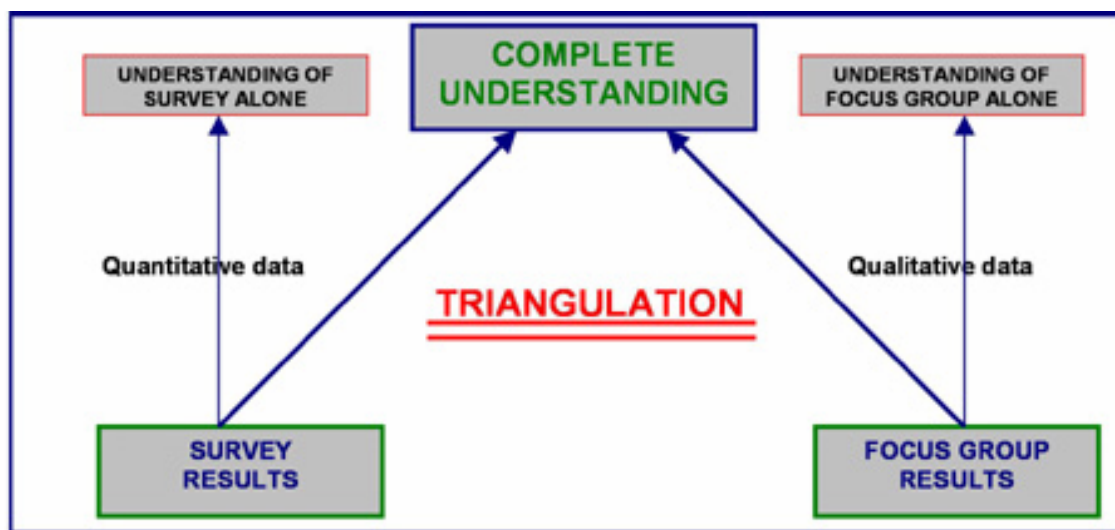 UNDERSTANDING OF
SURVEY ALONE
COMPLETE
UNDERSTANDING
UNDERSTANDING OF
FOCUS GROUP ALONE
Quantitative data
Qualitative data
TRIANGULATION
SURVEY
RESULTS
FOCUS GROUP
RESULTS